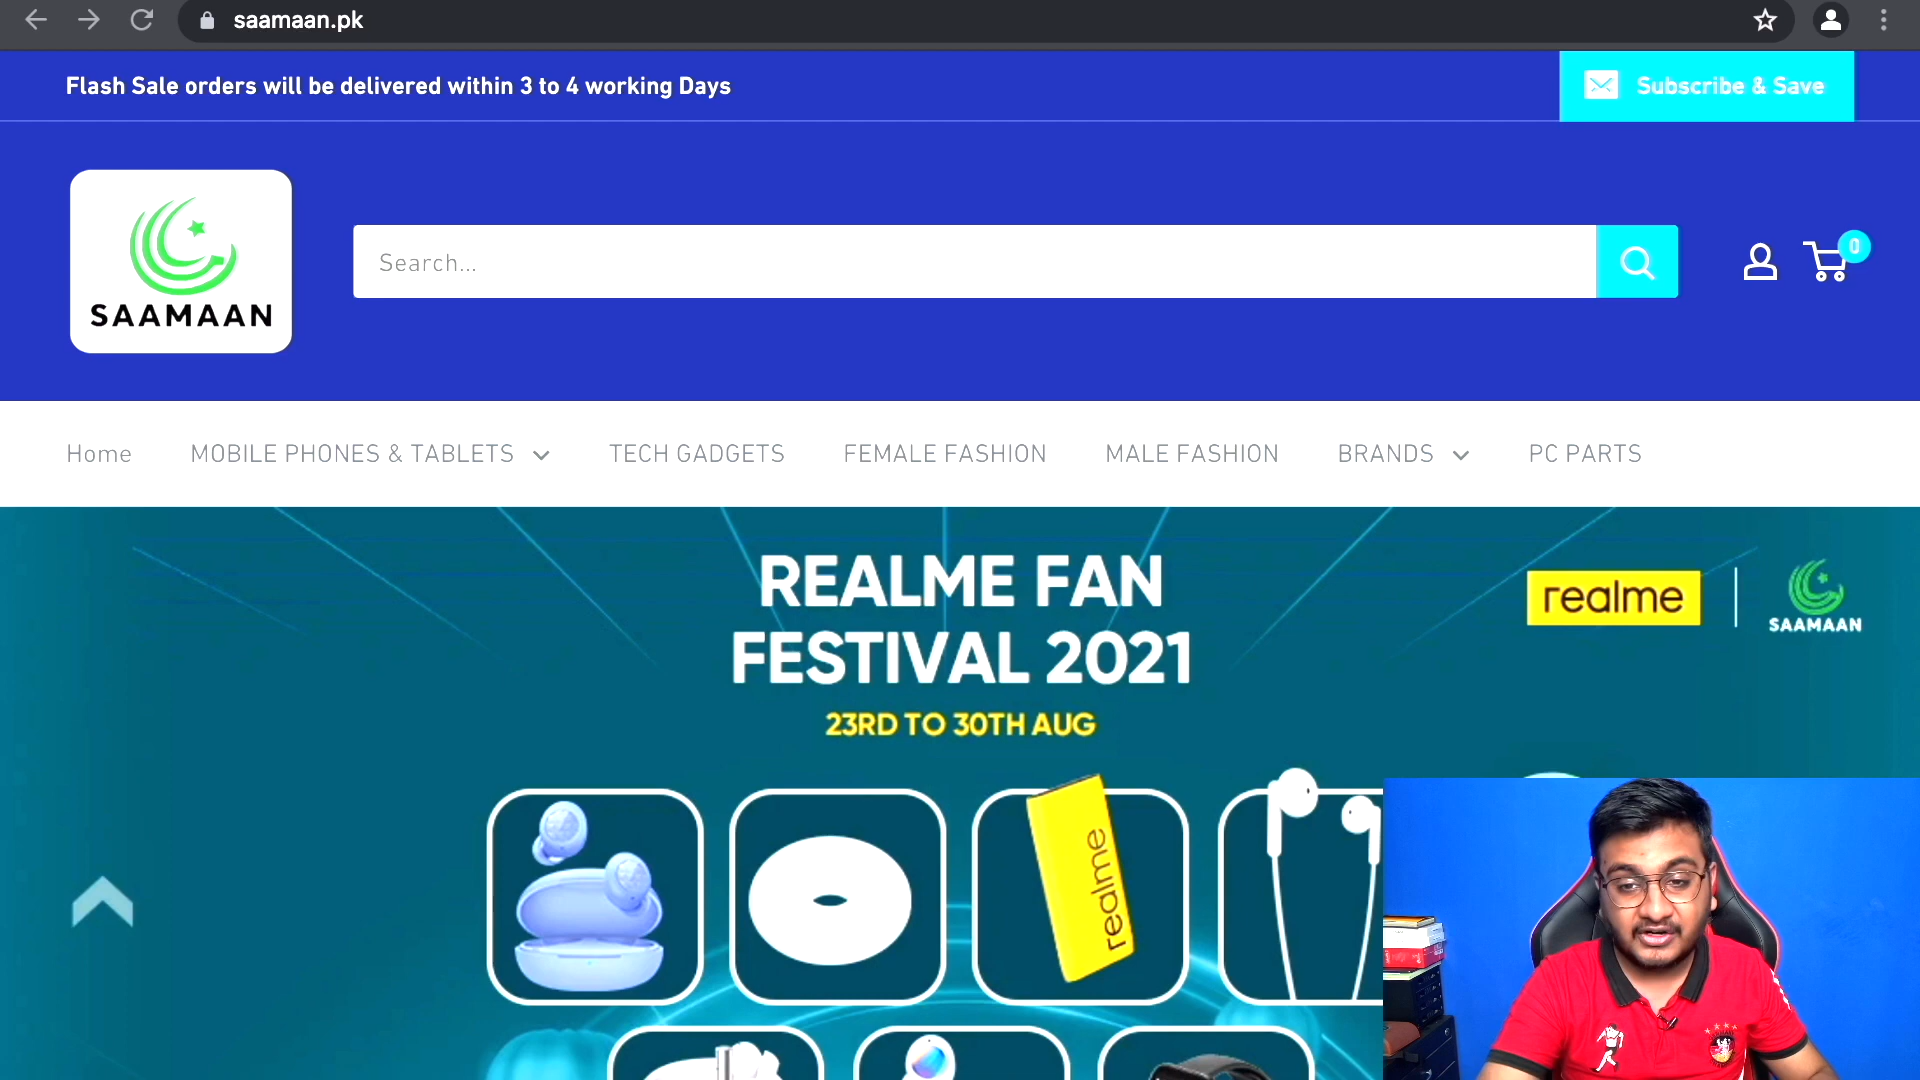 saamaan.pk
Flash Sale orders will be delivered within 3 to 4 working Days
Subscribe & Save
SAAMAAN
Search...
0
Home
MOBILE PHONES & TABLETS
TECH GADGETS
FEMALE FASHION
MALE FASHION
BRANDS
PC PARTS
REALME FAN
FESTIVAL 2021
23RD TO 30TH AUG
realme
SAAMAAN
realme